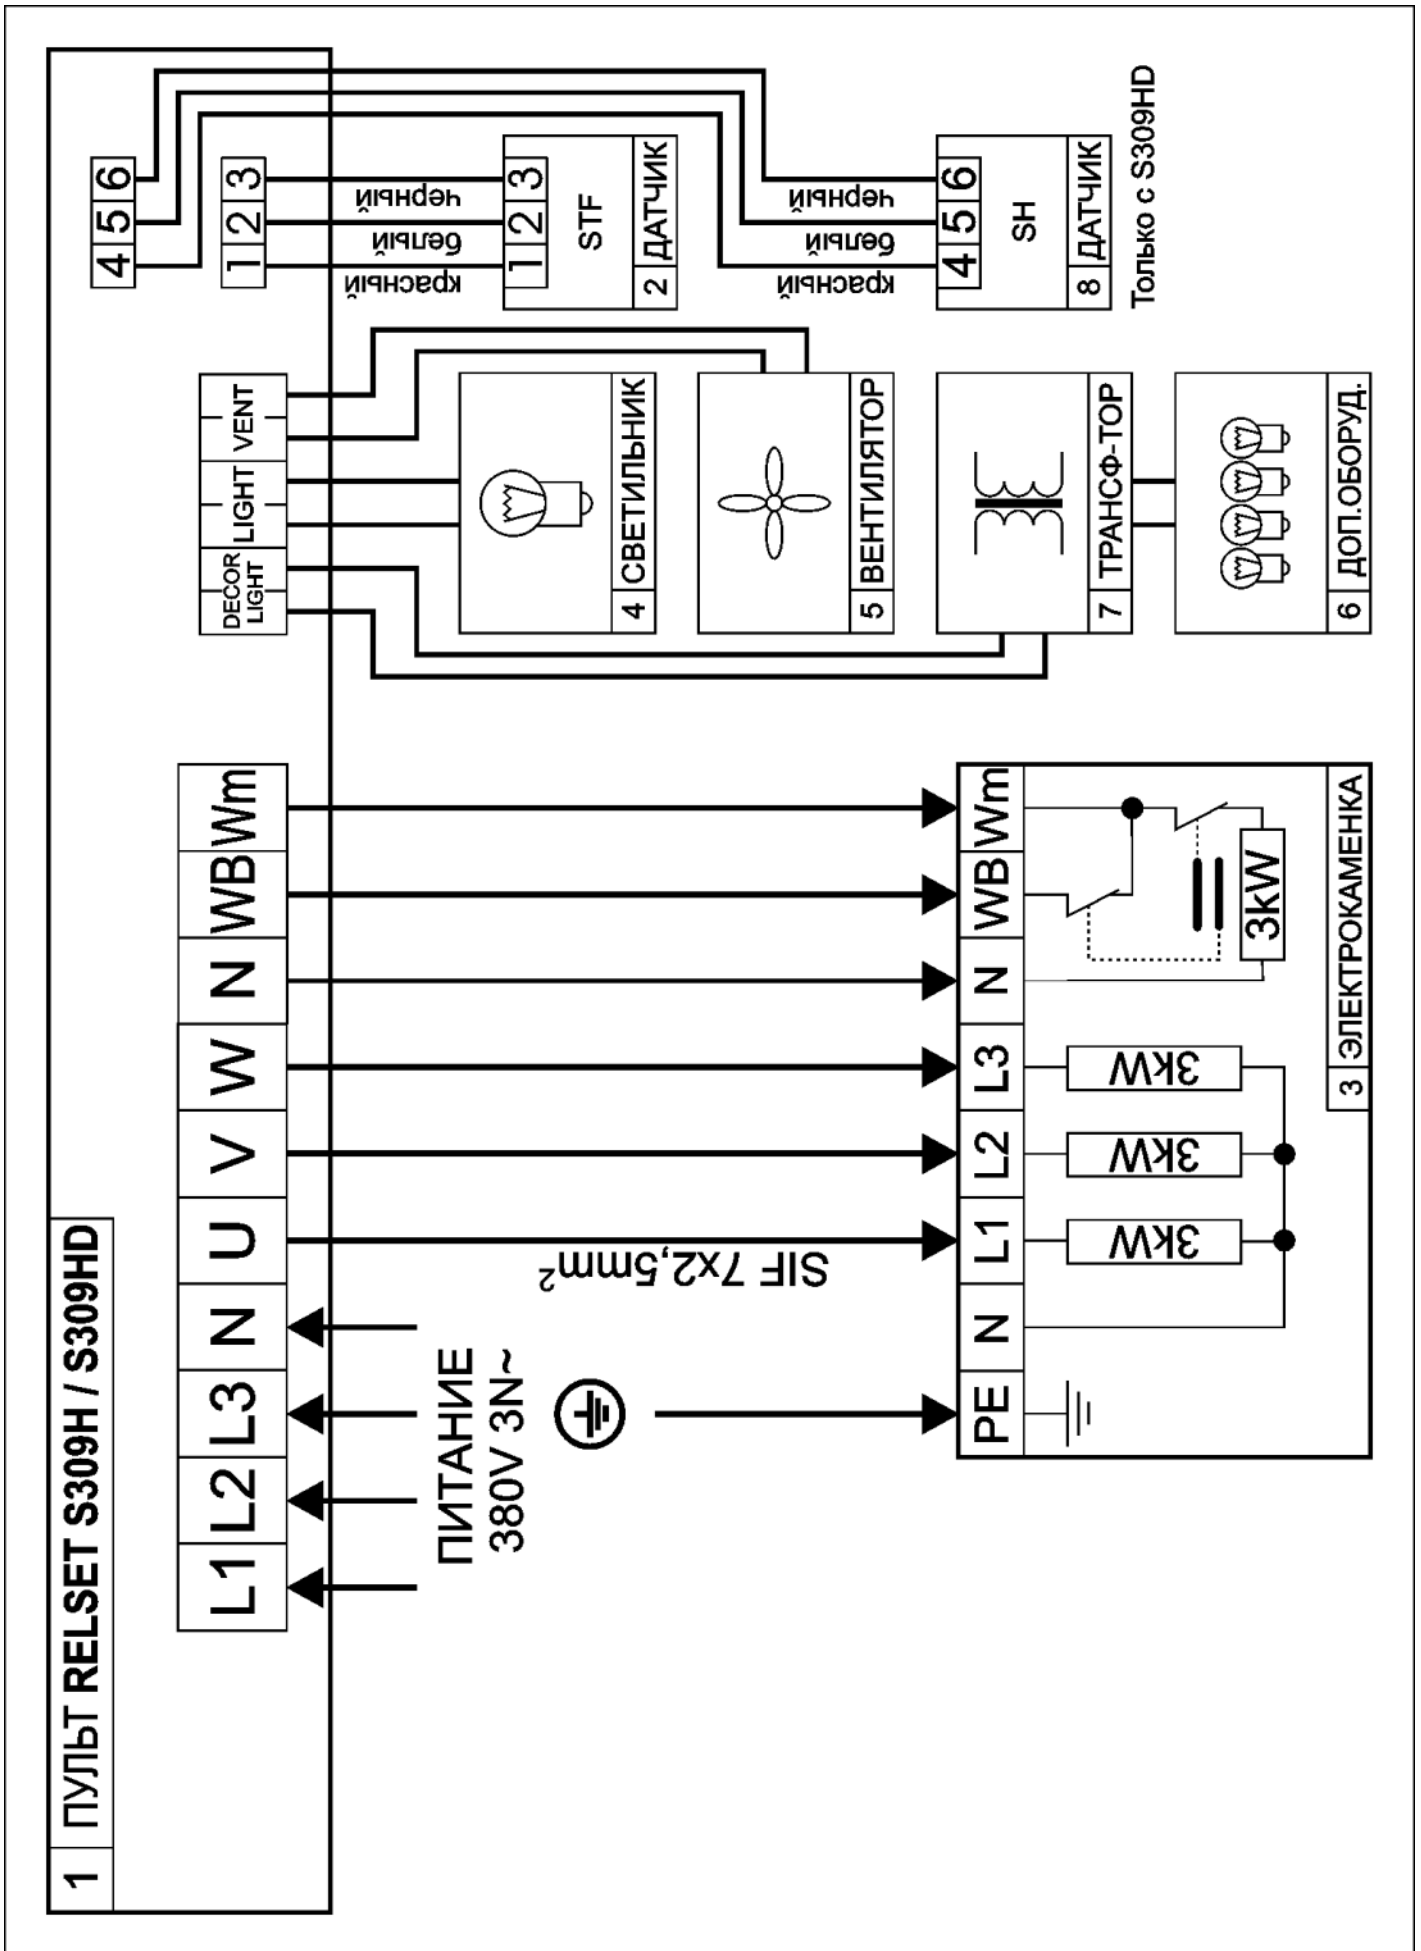 1 ПУЛЬТ RELSET S309H / S309HD
L1 L2 L3 N U V W N WB Wm
DECOR LIGHT
LIGHT
VENT
1 2 3
4 5 6
ПИТАНИЕ
380V 3N~
SIF 7x2,5mm²
красный
белый
черный
1 2 3
STF
2 ДАТЧИК
4 СВЕТИЛЬНИК
5 ВЕНТИЛЯТОР
7 ТРАНСФ-ТОР
6 ДОП.ОБОРУД.
красный
белый
черный
4 5 6
SH
8 ДАТЧИК
Только с S309HD
PE N L1 L2 L3 N WB Wm
3kW
3kW
3kW
3kW
3 ЭЛЕКТРОКАМЕНКА